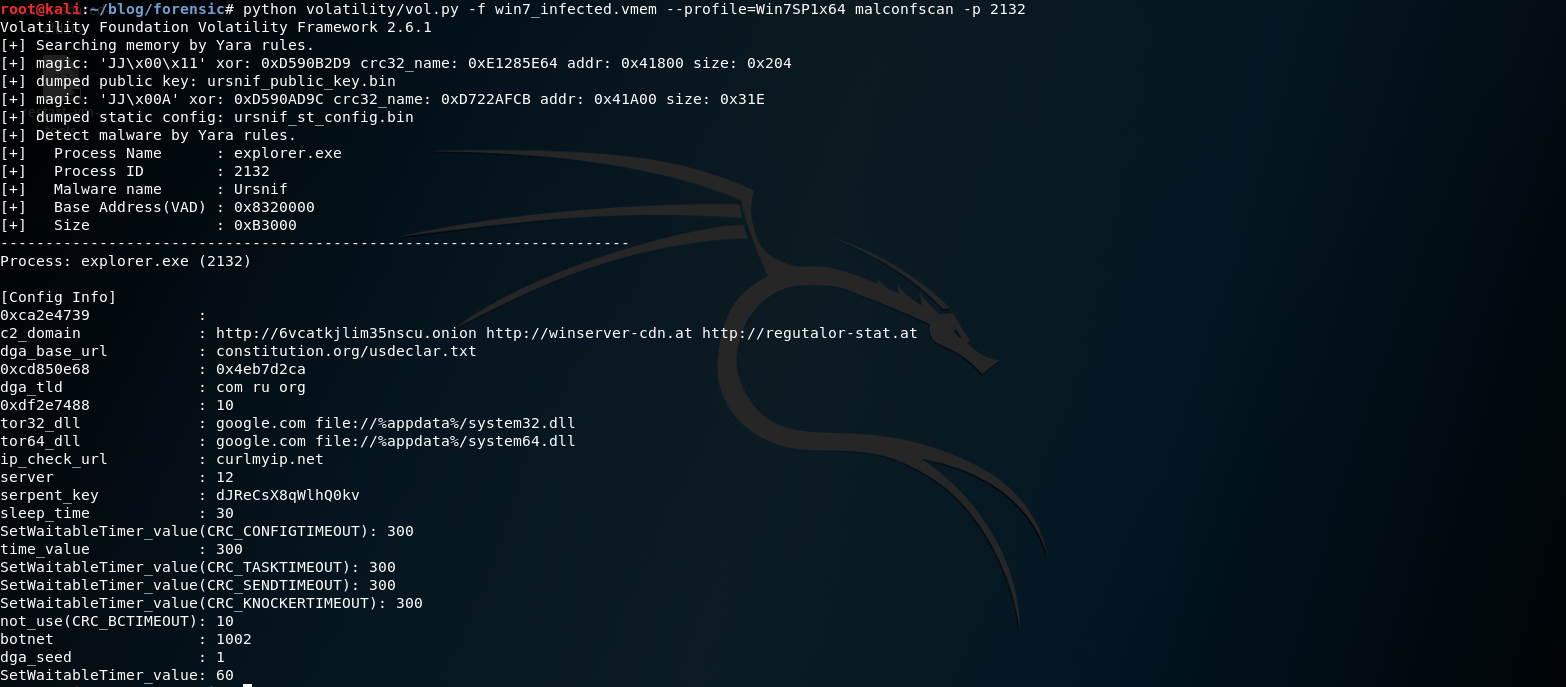 root@kali:~/blog/forensic# python volatility/vol.py -f win7_infected.vmem --profile=Win7SP1x64 malconfscan -p 2132
Volatility Foundation Volatility Framework 2.6.1
[+] Searching memory by Yara rules.
[+] magic: 'JJ\x00\x11' xor: 0xD590B2D9 crc32_name: 0xE1285E64 addr: 0x41800 size: 0x204
[+] dumped public key: ursnif_public_key.bin
[+] magic: 'JJ\x00A' xor: 0xD590AD9C crc32_name: 0xD722AFCB addr: 0x41A00 size: 0x31E
[+] dumped static config: ursnif_st_config.bin
[+] Detect malware by Yara rules.
[+]   Process Name      : explorer.exe
[+]   Process ID        : 2132
[+]   Malware name      : Ursnif
[+]   Base Address(VAD) : 0x8320000
[+]   Size              : 0xB3000
----------------------------------------------------------------------
Process: explorer.exe (2132)
[Config Info]
0xca2e4739            :
c2_domain             : http://6vcatkjlim35nscu.onion http://winserver-cdn.at http://regutalor-stat.at
dga_base_url          : constitution.org/usdeclar.txt
0xcd850e68            : 0x4eb7d2ca
dga_tld               : com ru org
0xdf2e7488            : 10
tor32_dll             : google.com file://%appdata%/system32.dll
tor64_dll             : google.com file://%appdata%/system64.dll
ip_check_url          : curlmyip.net
server                : 12
serpent_key           : dJReCsX8qWlhQ0kv
sleep_time            : 30
SetWaitableTimer_value(CRC_CONFIGTIMEOUT): 300
time_value            : 300
SetWaitableTimer_value(CRC_TASKTIMEOUT): 300
SetWaitableTimer_value(CRC_SENDTIMEOUT): 300
SetWaitableTimer_value(CRC_KNOCKERTIMEOUT): 300
not_use(CRC_BCTIMEOUT): 10
botnet                : 1002
dga_seed              : 1
SetWaitableTimer_value: 60